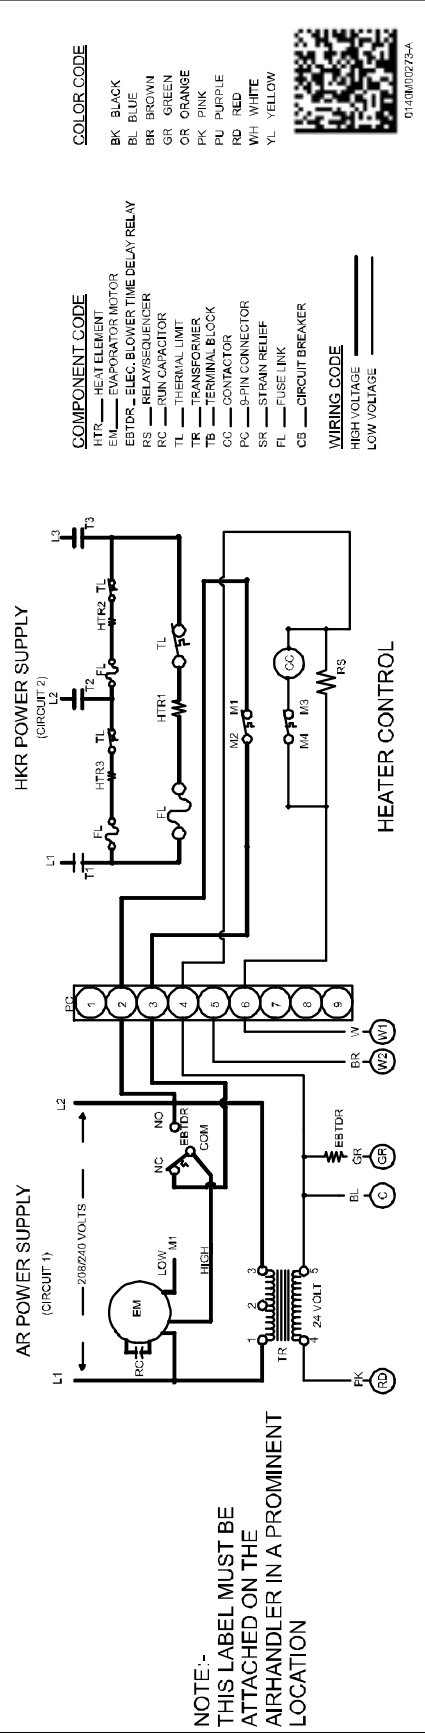 AR POWER SUPPLY
(CIRCUIT 1)
L1
208/240 VOLTS
L2
RC
EM
LOW
M1
HIGH
NC
NO
EBTDR
COM
1
2
3
TR
4
24 VOLT
5
PK
RD
BL
C
GR
GR
EBTDR
BR
W2
W
W1
PC
1
2
3
4
5
6
7
8
9
HKR POWER SUPPLY
(CIRCUIT 2)
L1
T1
L2
T2
L3
T3
FL
HTR3
TL
FL
HTR2
TL
FL
HTR1
TL
M2
M1
M4
M3
CC
RS
HEATER CONTROL
COMPONENT CODE
HTR HEAT ELEMENT
EM EVAPORATOR MOTOR
EBTDR ELEC. BLOWER TIME DELAY RELAY
RS RELAY/SEQUENCER
RC RUN CAPACITOR
TL THERMAL LIMIT
TR TRANSFORMER
TB TERMINAL BLOCK
CC CONTACTOR
PC 9-PIN CONNECTOR
SR STRAIN RELIEF
FL FUSE LINK
CB CIRCUIT BREAKER
WIRING CODE
HIGH VOLTAGE
LOW VOLTAGE
COLOR CODE
BK BLACK
BL BLUE
BR BROWN
GR GREEN
OR ORANGE
PK PINK
PU PURPLE
RD RED
WH WHITE
YL YELLOW
0140M00273-A
NOTE:-
THIS LABEL MUST BE
ATTACHED ON THE
AIRHANDLER IN A PROMINENT
LOCATION